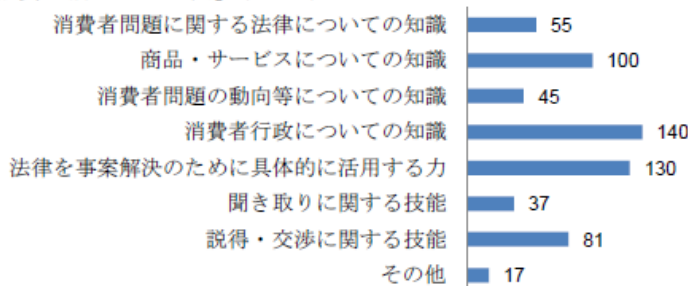 消費者問題に関する法律についての知識 55
商品・サービスについての知識 100
消費者問題の動向等についての知識 45
消費者行政についての知識 140
法律を事案解決のために具体的に活用する力 130
聞き取りに関する技能 37
説得・交渉に関する技能 81
その他 17